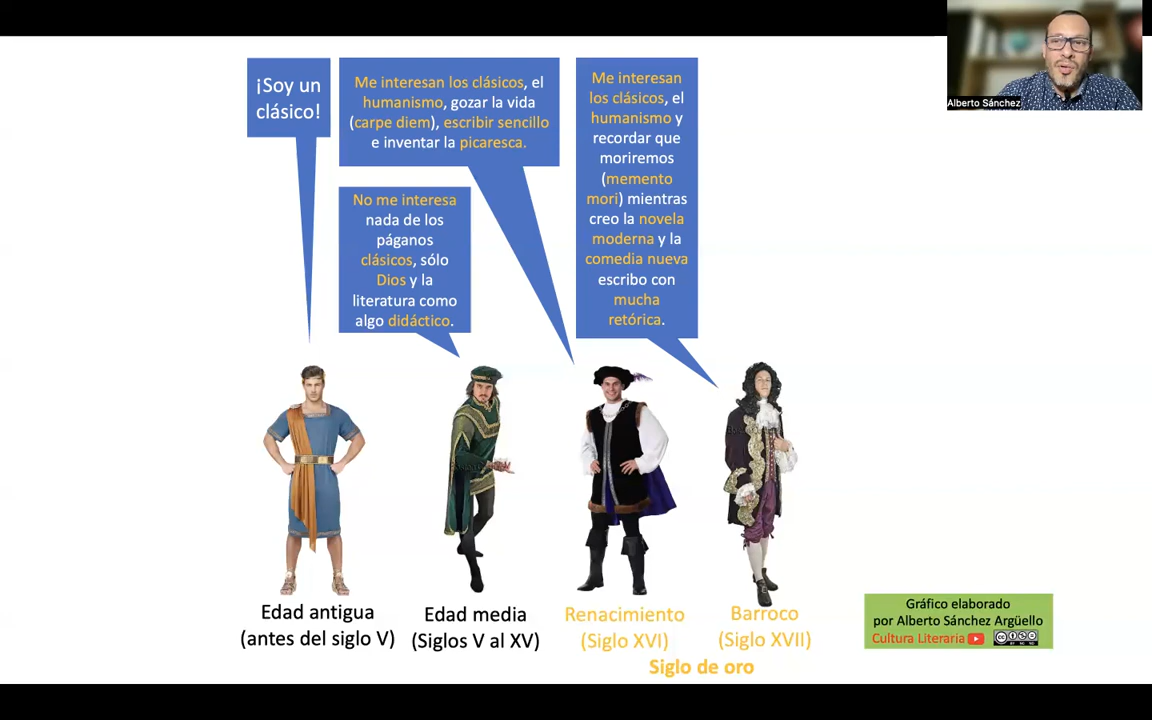 ¡Soy un
clásico!
Me interesan los clásicos, el
humanismo, gozar la vida
(carpe diem), escribir sencillo
e inventar la picaresca.
No me interesa
nada de los
páganos
clásicos, sólo
Dios y la
literatura como
algo didáctico.
Me interesan
los clásicos, el
humanismo y
recordar que
moriremos
(memento
mori) mientras
creo la novela
moderna y la
comedia nueva
escribo con
mucha
retórica.
Alberto Sánchez
Edad antigua
(antes del siglo V)
Edad media
(Siglos V al XV)
Renacimiento
(Siglo XVI)
Barroco
(Siglo XVII)
Siglo de oro
Gráfico elaborado
por Alberto Sánchez Argüello
Cultura Literaria